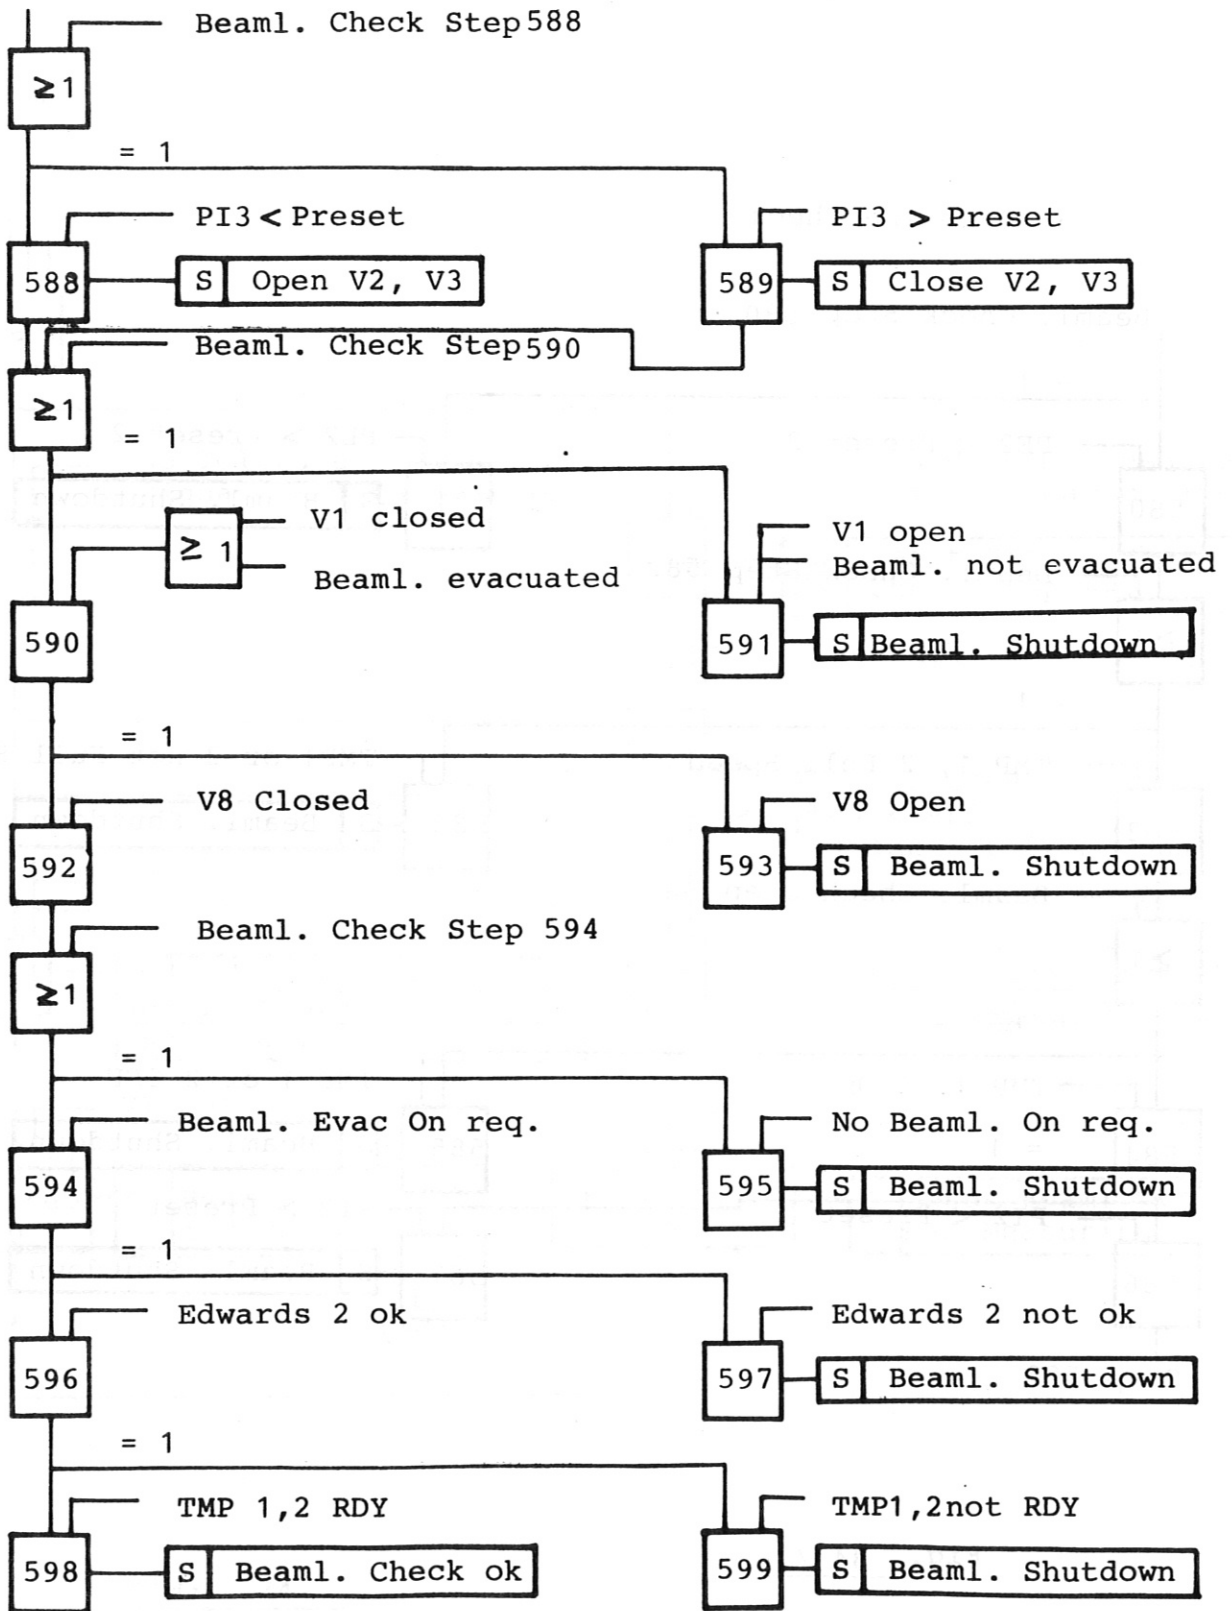 Beaml. Check Step 588
≥1
= 1
PI3 < Preset
PI3 > Preset
588
S Open V2, V3
589
S Close V2, V3
Beaml. Check Step 590
≥1
= 1
V1 closed
≥ 1
Beaml. evacuated
V1 open
Beaml. not evacuated
590
591
S Beaml. Shutdown
= 1
V8 Closed
V8 Open
592
593
S Beaml. Shutdown
Beaml. Check Step 594
≥1
= 1
Beaml. Evac On req.
No Beaml. On req.
594
595
S Beaml. Shutdown
= 1
Edwards 2 ok
Edwards 2 not ok
596
597
S Beaml. Shutdown
= 1
TMP 1,2 RDY
TMP1,2not RDY
598
S Beaml. Check ok
599
S Beaml. Shutdown